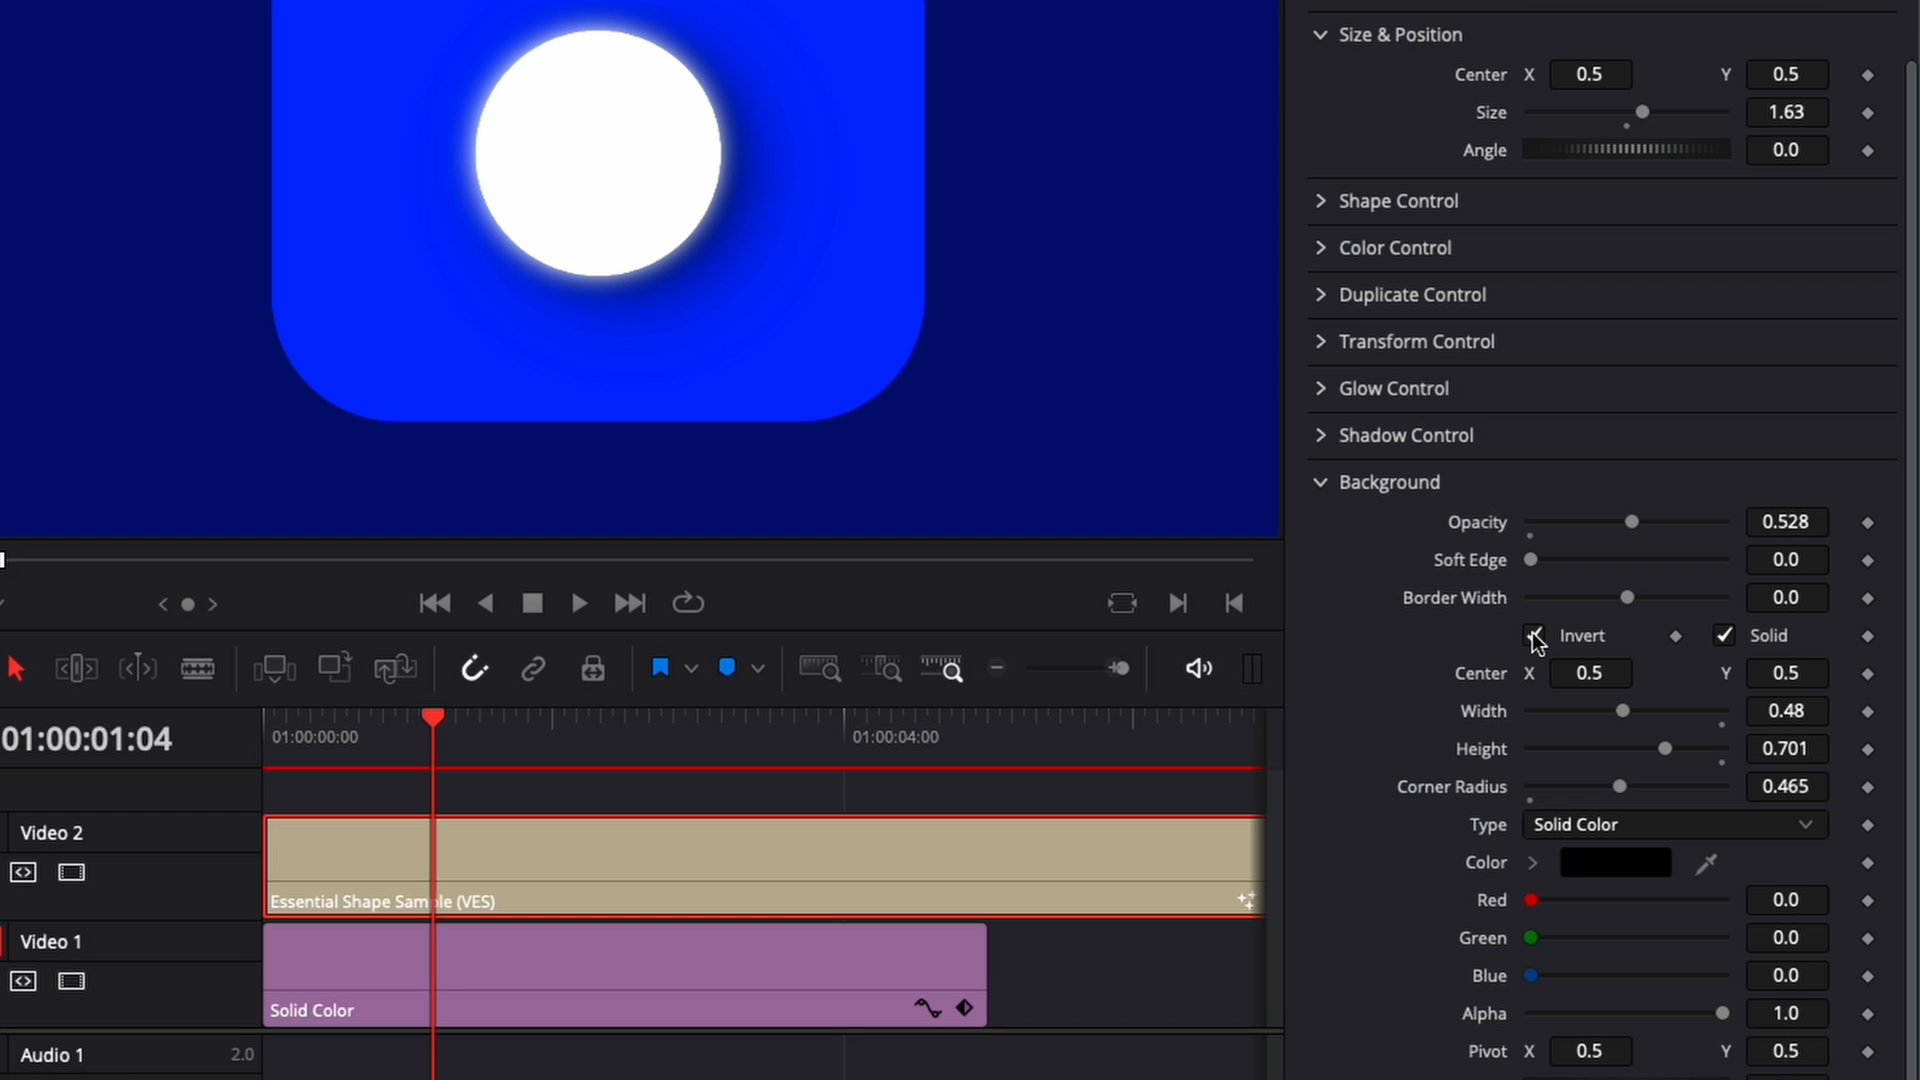 Size & Position
Center X 0.5 Y 0.5
Size 1.63
Angle 0.0
Shape Control
Color Control
Duplicate Control
Transform Control
Glow Control
Shadow Control
Background
Opacity 0.528
Soft Edge 0.0
Border Width 0.0
Invert Solid
Center X 0.5 Y 0.5
Width 0.48
Height 0.701
Corner Radius 0.465
Type Solid Color
Color
Red 0.0
Green 0.0
Blue 0.0
Alpha 1.0
Pivot X 0.5 Y 0.5
01:00:01:04
01:00:00:00
01:00:04:00
Video 2
Essential Shape Sample (VES)
Video 1
Solid Color
Audio 1 2.0